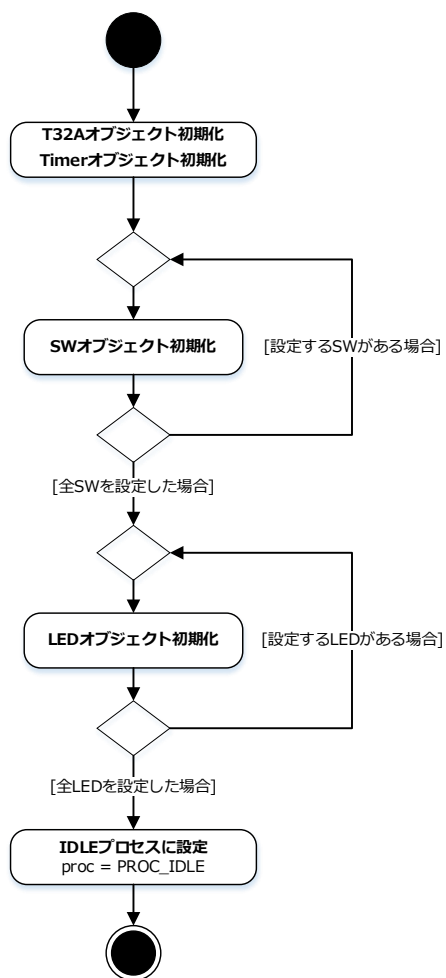 T32Aオブジェクト初期化
Timerオブジェクト初期化
SWオブジェクト初期化
[設定するSWがある場合]
[全SWを設定した場合]
LEDオブジェクト初期化
[設定するLEDがある場合]
[全LEDを設定した場合]
IDLEプロセスに設定
proc = PROC_IDLE